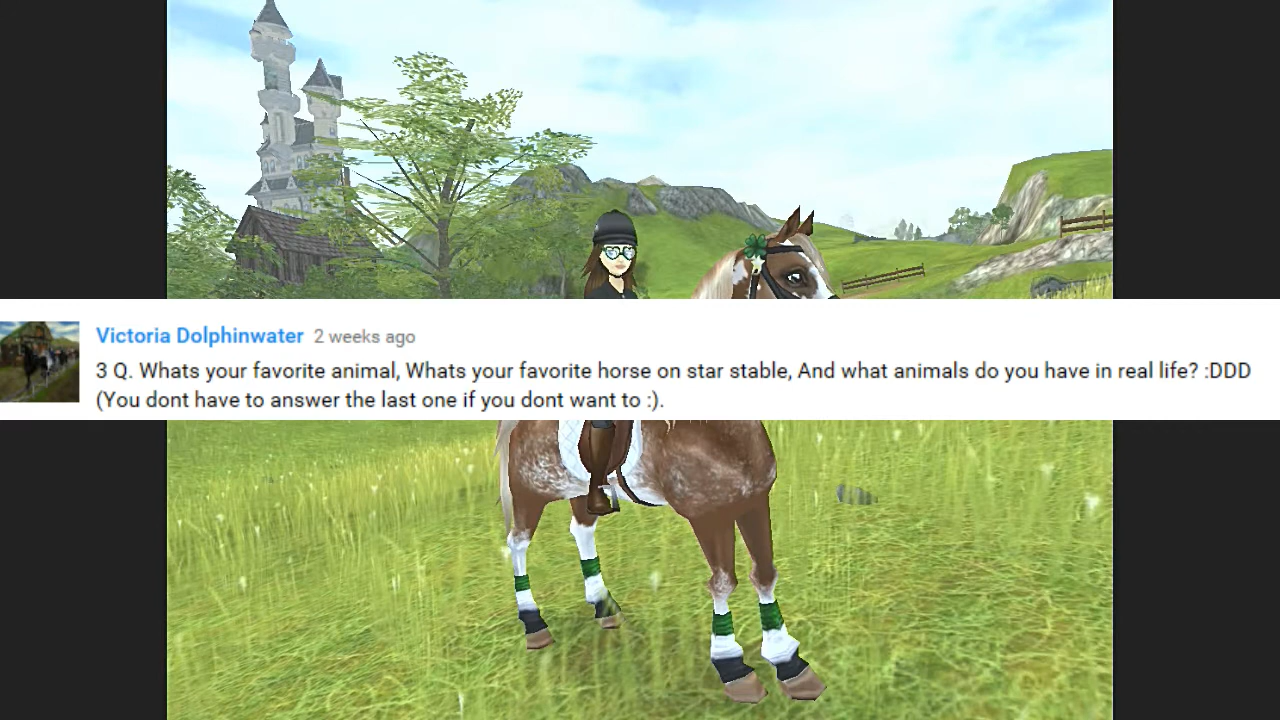 Victoria Dolphinwater 2 weeks ago
3 Q. Whats your favorite animal, Whats your favorite horse on star stable, And what animals do you have in real life? :DDD
(You dont have to answer the last one if you dont want to :).